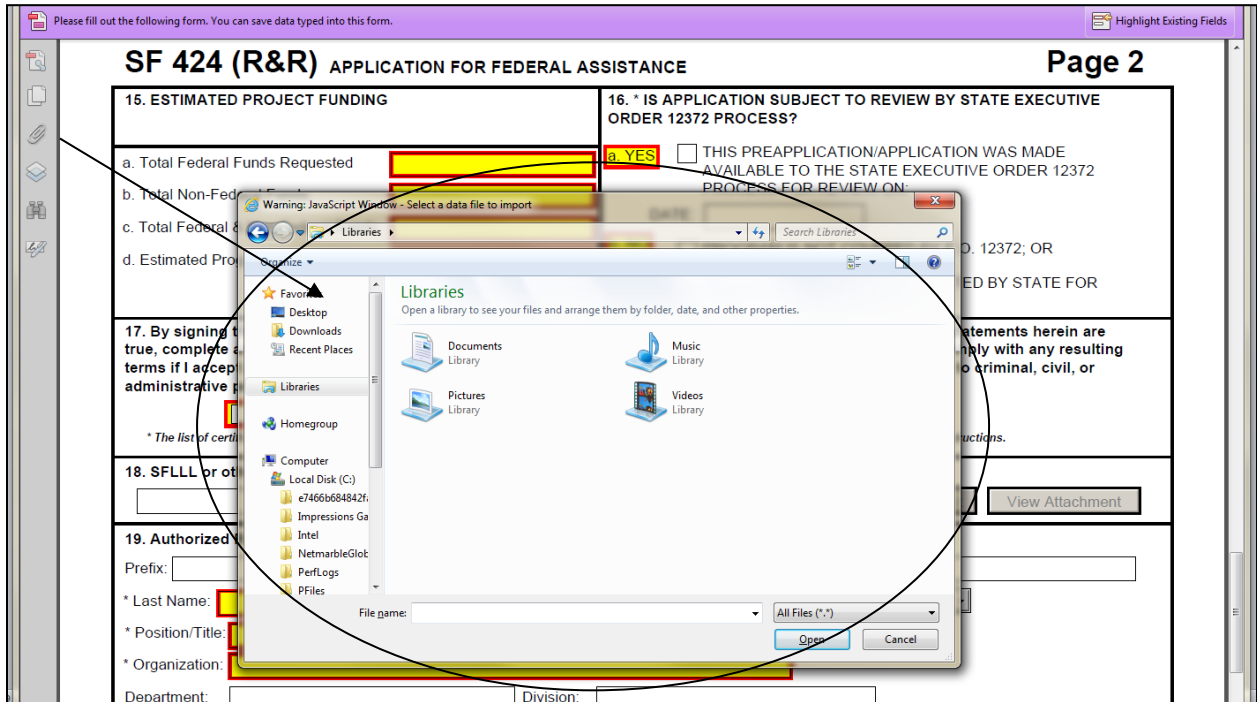 Please fill out the following form. You can save data typed into this form.
Highlight Existing Fields
SF 424 (R&R) APPLICATION FOR FEDERAL ASSISTANCE
Page 2
15. ESTIMATED PROJECT FUNDING
16. * IS APPLICATION SUBJECT TO REVIEW BY STATE EXECUTIVE
ORDER 12372 PROCESS?
a. Total Federal Funds Requested
b. Total Non-Fed
c. Total Federal &
d. Estimated Pro
a. YES
THIS PREAPPLICATION/APPLICATION WAS MADE
AVAILABLE TO THE STATE EXECUTIVE ORDER 12372
PROCESS FOR REVIEW ON:
DATE:
O. 12372; OR
ED BY STATE FOR
Warning: JavaScript Window - Select a data file to import
Libraries
Search Libraries
Organize
Favorites
Desktop
Downloads
Recent Places
Libraries
Homegroup
Computer
Local Disk (C:)
e7466b684842f
Impressions Ga
Intel
NetmarbleGlob
PerfLogs
PFiles
Libraries
Open a library to see your files and arrange them by folder, date, and other properties.
Documents
Library
Music
Library
Pictures
Library
Videos
Library
File name:
All Files (*.*)
Open
Cancel
17. By signing t
atements herein are
true, complete a
mply with any resulting
terms if I accep
o criminal, civil, or
administrative p
* The list of certi
uctions.
18. SFLLL or ot
View Attachment
19. Authorized
Prefix:
* Last Name:
* Position/Title:
* Organization:
Department:
Division: